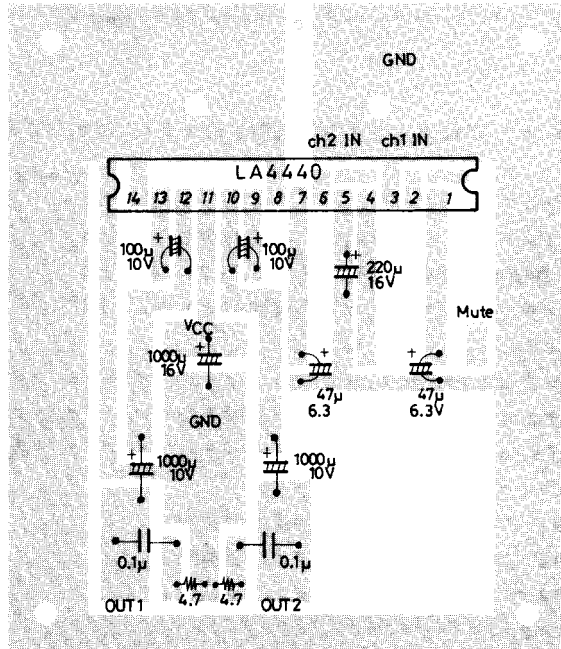 GND
ch2 IN ch1 IN
LA4440
14 13 12 11 10 9 8 7 6 5 4 3 2 1
+
100μ
10V
+
100μ
10V
+
220μ
16V
Mute
VCC
+
1000μ
16V
+
47μ
6.3
+
47μ
6.3V
GND
+
1000μ
10V
+
1000μ
10V
0.1μ
0.1μ
4.7
4.7
OUT1
OUT2